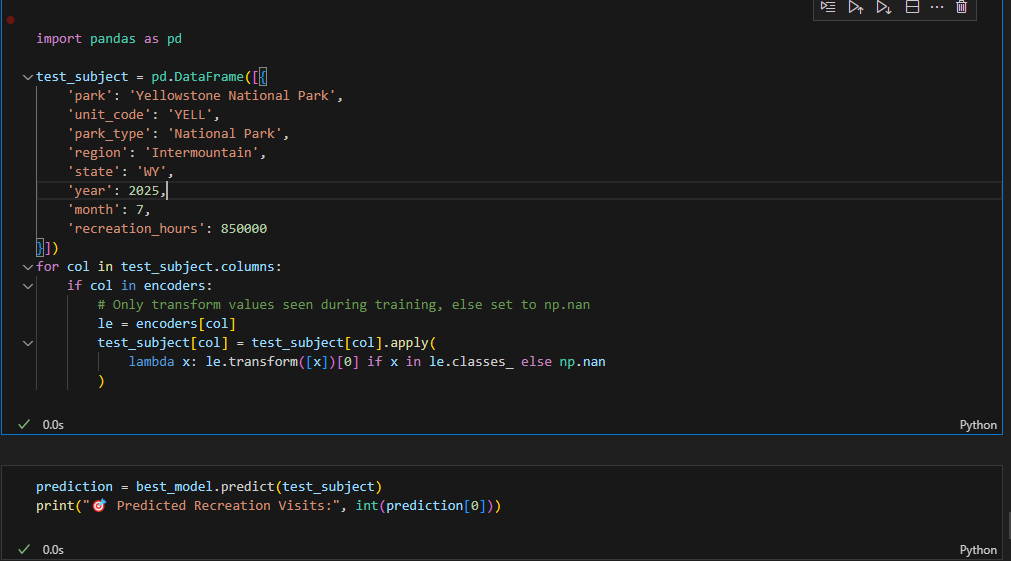 import pandas as pd
test_subject = pd.DataFrame([{
    'park': 'Yellowstone National Park',
    'unit_code': 'YELL',
    'park_type': 'National Park',
    'region': 'Intermountain',
    'state': 'WY',
    'year': 2025,
    'month': 7,
    'recreation_hours': 850000
}])
for col in test_subject.columns:
    if col in encoders:
        # Only transform values seen during training, else set to np.nan
        le = encoders[col]
        test_subject[col] = test_subject[col].apply(
            lambda x: le.transform([x])[0] if x in le.classes_ else np.nan
        )
0.0s Python
prediction = best_model.predict(test_subject)
print("🎯 Predicted Recreation Visits:", int(prediction[0]))
0.0s Python